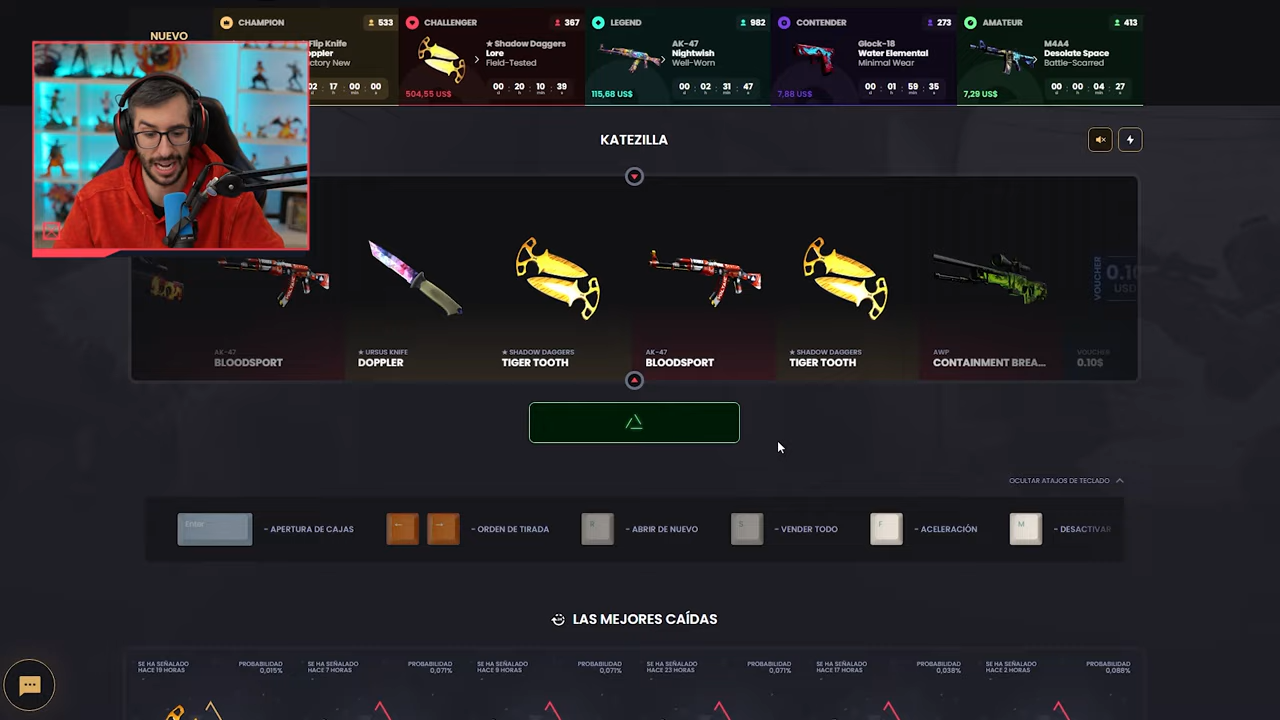 NUEVO
CHAMPION 533
Flip Knife
Factory New
17 00 00
CHALLENGER 367
★ Shadow Daggers
Lore
Field-Tested
504,55 US$
00 : 20 : 10 : 39
LEGEND 982
AK-47
Nightwish
Well-Worn
115,68 US$
00 : 02 : 31 : 47
CONTENDER 273
Glock-18
Water Elemental
Minimal Wear
7,88 US$
00 : 01 : 59 : 35
AMATEUR 413
M4A4
Desolate Space
Battle-Scarred
7,29 US$
00 : 00 : 04 : 27
KATEZILLA
AK-47
BLOODSPORT
★ URSUS KNIFE
DOPPLER
★ SHADOW DAGGERS
TIGER TOOTH
AK-47
BLOODSPORT
★ SHADOW DAGGERS
TIGER TOOTH
AWP
CONTAINMENT BREA...
VOUCHER
0.10
USD
VOUCHER
0.10$
OCULTAR ATAJOS DE TECLADO
Enter - APERTURA DE CAJAS
← → - ORDEN DE TIRADA
R - ABRIR DE NUEVO
S - VENDER TODO
F - ACELERACIÓN
M - DESACTIVAR
LAS MEJORES CAÍDAS
SE HA SEÑALADO
HACE 19 HORAS
PROBABILIDAD
0,015%
SE HA SEÑALADO
HACE 7 HORAS
PROBABILIDAD
0,071%
SE HA SEÑALADO
HACE 9 HORAS
PROBABILIDAD
0,071%
SE HA SEÑALADO
HACE 23 HORAS
PROBABILIDAD
0,071%
SE HA SEÑALADO
HACE 17 HORAS
PROBABILIDAD
0,038%
SE HA SEÑALADO
HACE 2 HORAS
PROBABILIDAD
0,086%